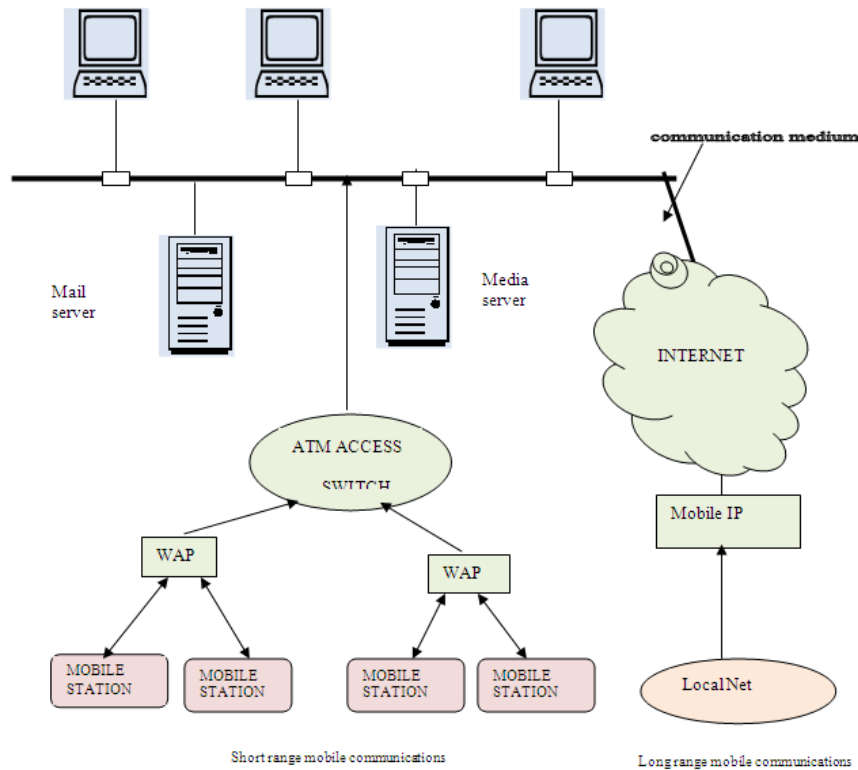 communication medium
Mail
server
Media
server
INTERNET
ATM ACCESS
SWITCH
Mobile IP
WAP
WAP
MOBILE
STATION
MOBILE
STATION
MOBILE
STATION
MOBILE
STATION
LocalNet
Short range mobile communications
Long range mobile communications